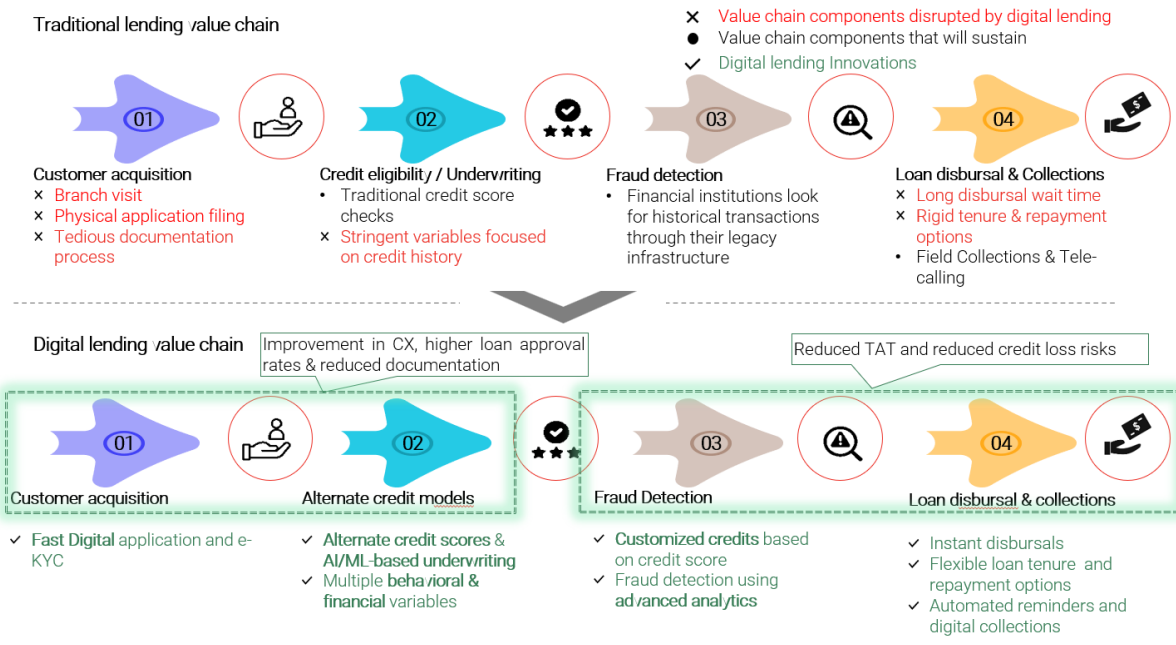 Traditional lending value chain
Value chain components disrupted by digital lending
Value chain components that will sustain
Digital lending Innovations
01
02
03
04
Customer acquisition
Branch visit
Physical application filing
Tedious documentation
process
Credit eligibility / Underwriting
Traditional credit score
checks
Stringent variables focused
on credit history
Fraud detection
Financial institutions look
for historical transactions
through their legacy
infrastructure
Loan disbursal & Collections
Long disbursal wait time
Rigid tenure & repayment
options
Field Collections & Tele-
calling
Digital lending value chain
Improvement in CX, higher loan approval
rates & reduced documentation
Reduced TAT and reduced credit loss risks
01
02
03
04
Customer acquisition
Fast Digital application and e-
KYC
Alternate credit models
Alternate credit scores &
AI/ML-based underwriting
Multiple behavioral &
financial variables
Fraud Detection
Customized credits based
on credit score
Fraud detection using
advanced analytics
Loan disbursal & collections
Instant disbursals
Flexible loan tenure and
repayment options
Automated reminders and
digital collections